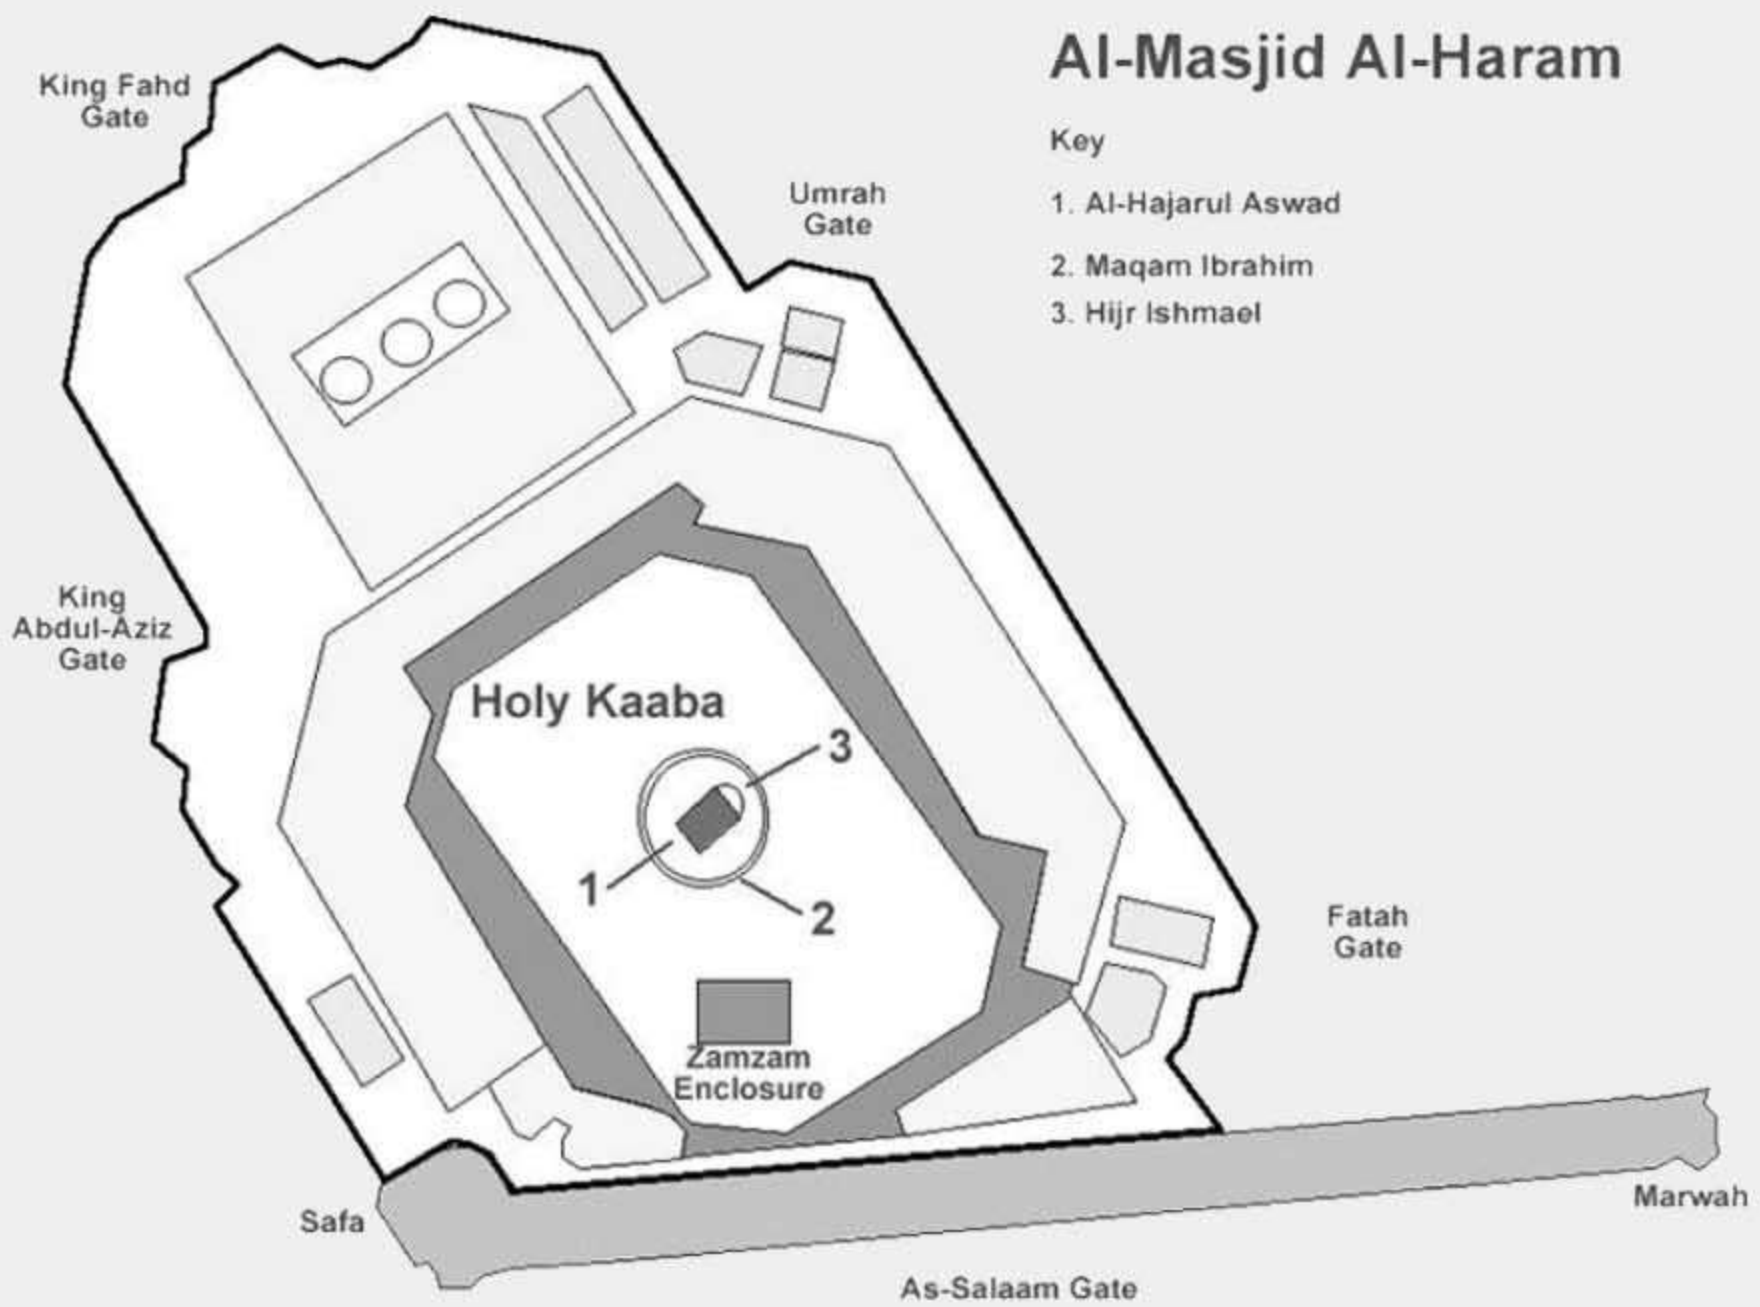 Al-Masjid Al-Haram
Key
1. Al-Hajarul Aswad
2. Maqam Ibrahim
3. Hijr Ishmael
King Fahd
Gate
Umrah
Gate
King
Abdul-Aziz
Gate
Holy Kaaba
3
1
2
Fatah
Gate
Zamzam
Enclosure
Safa
Marwah
As-Salaam Gate